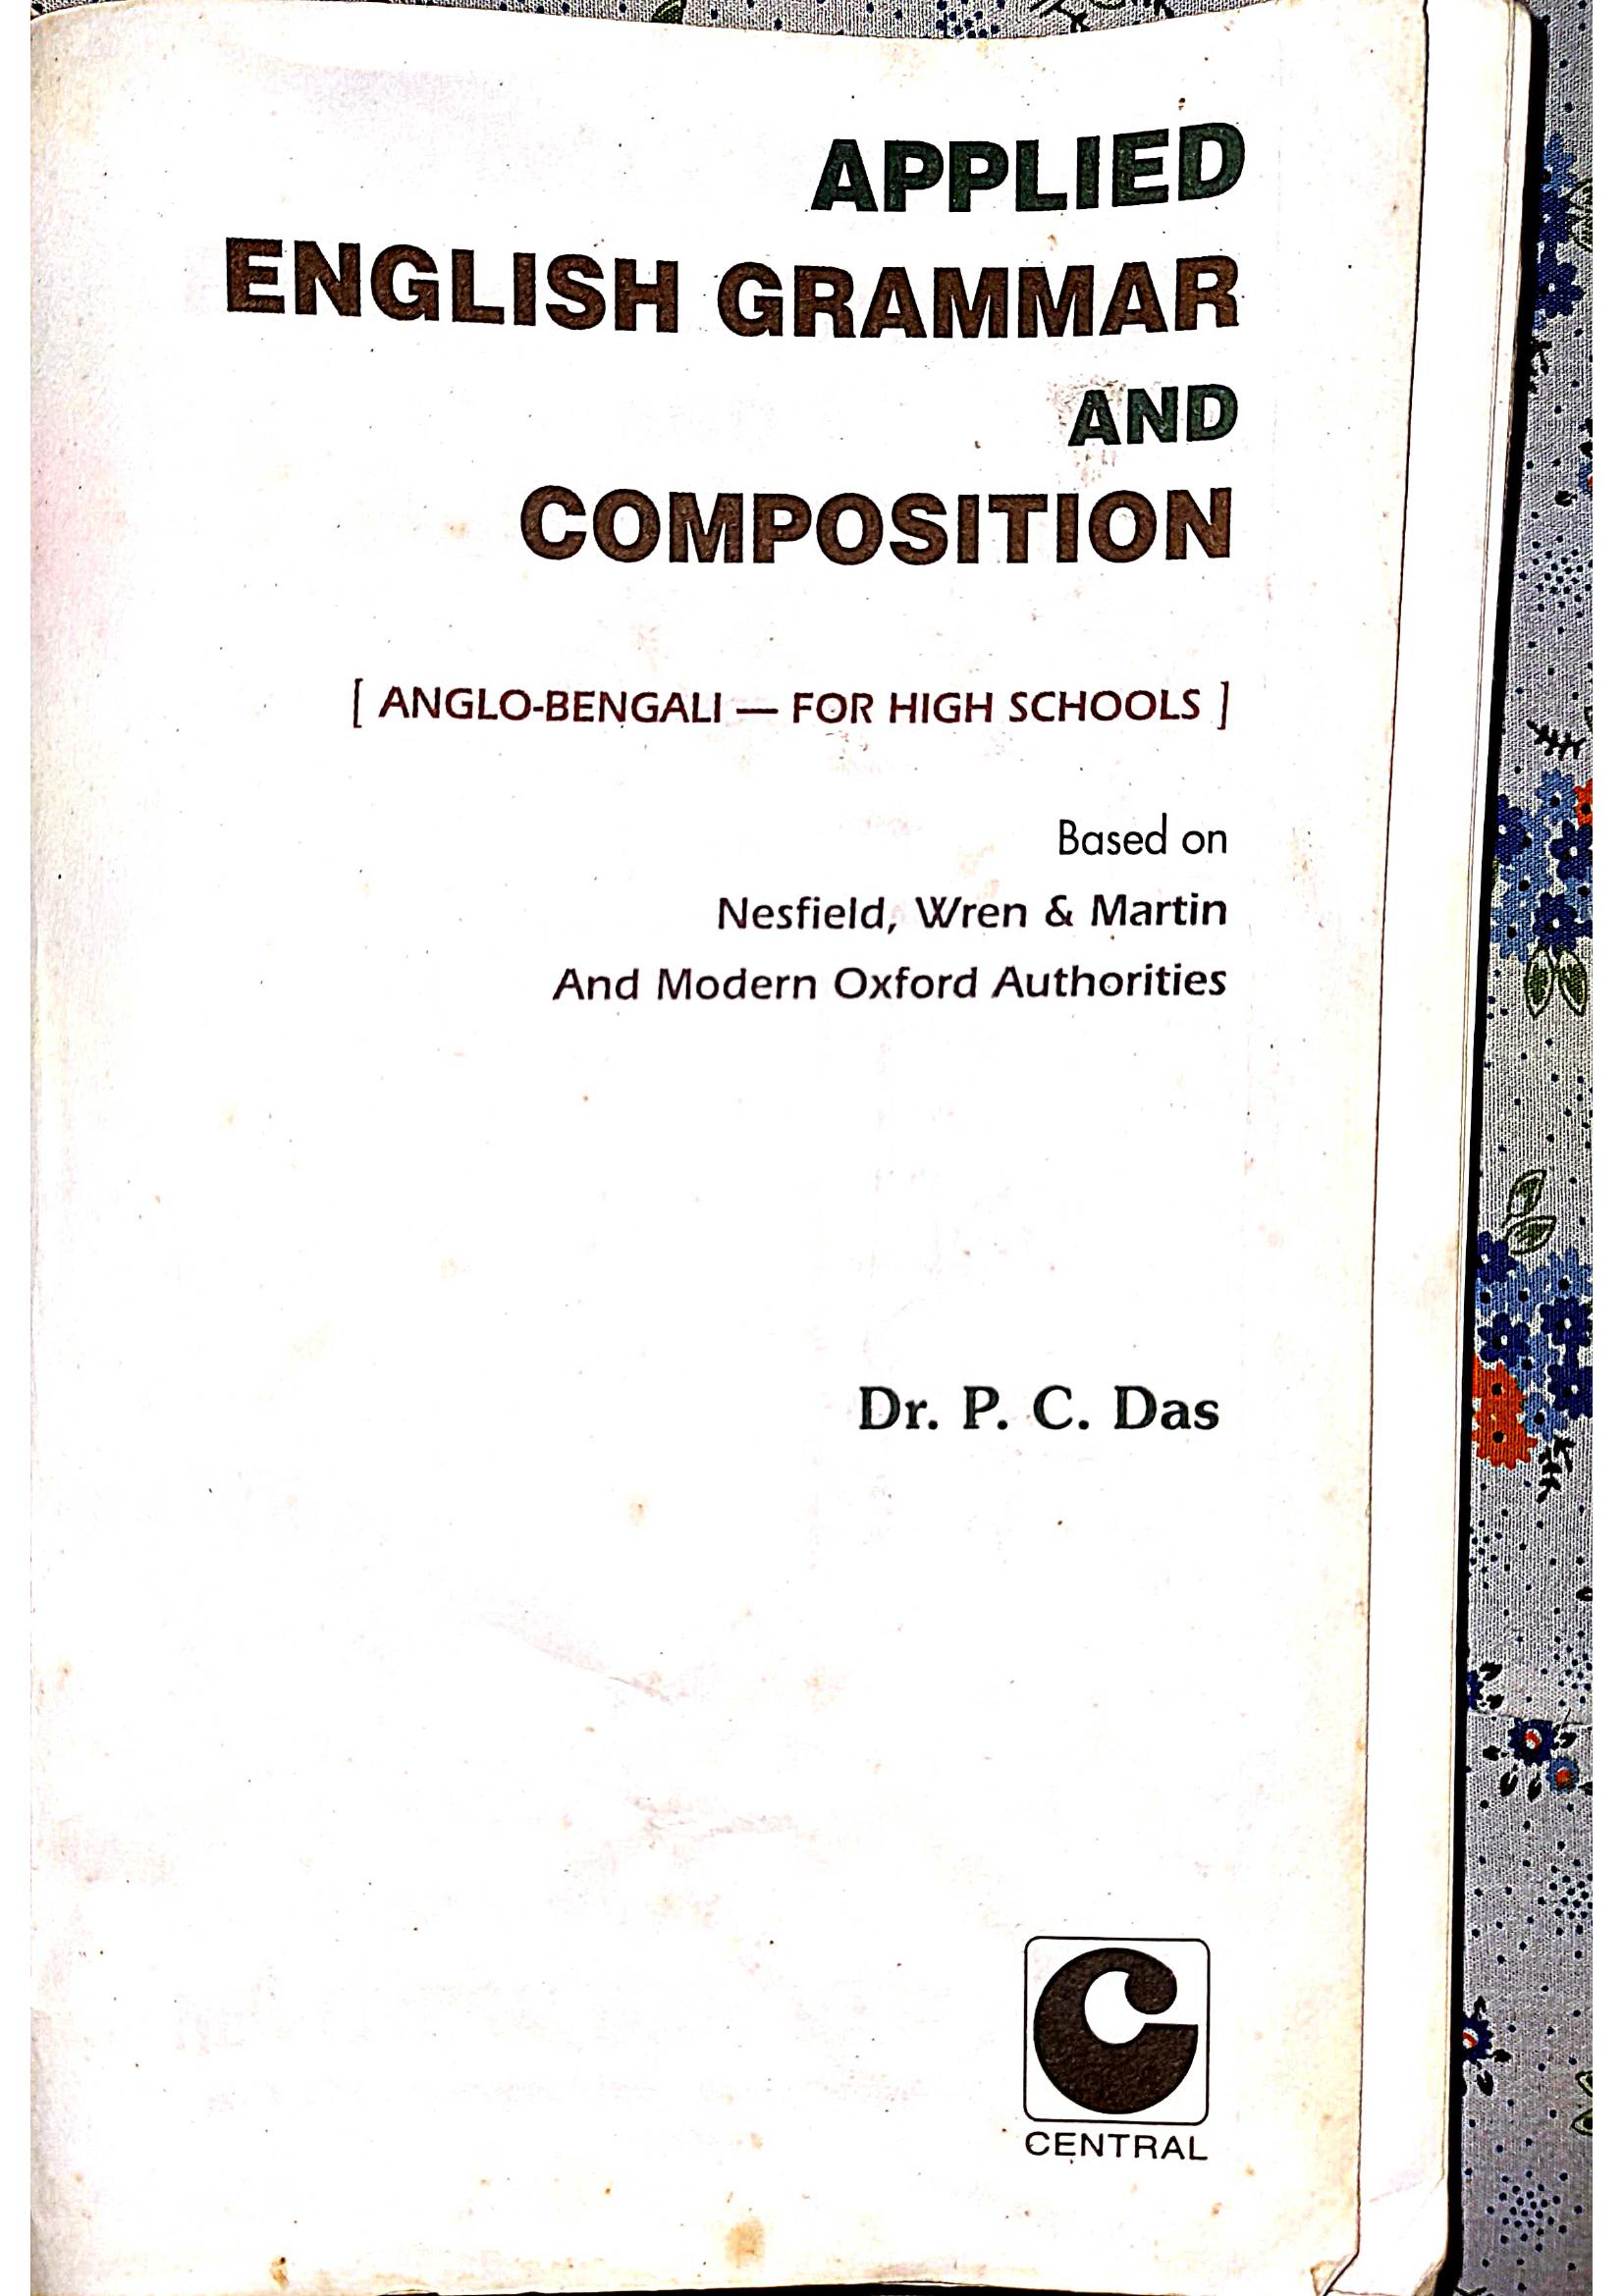 APPLIED
ENGLISH GRAMMAR
AND
COMPOSITION
[ ANGLO-BENGALI — FOR HIGH SCHOOLS ]
Based on
Nesfield, Wren & Martin
And Modern Oxford Authorities
Dr. P. C. Das
CENTRAL